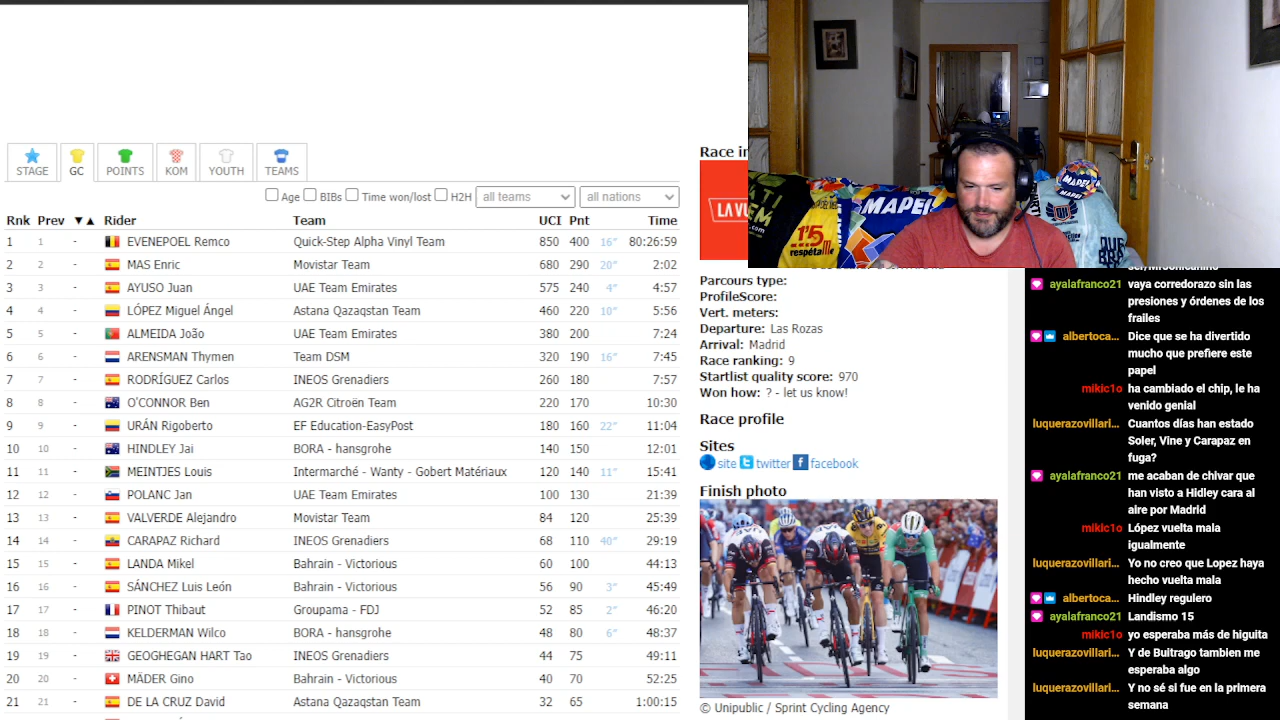 STAGE GC POINTS KOM YOUTH TEAMS
Age BIBs Time won/lost H2H all teams all nations
Rnk Prev ▼▲ Rider Team UCI Pnt Time
1 1 - EVENEPOEL Remco Quick-Step Alpha Vinyl Team 850 400 16″ 80:26:59
2 2 - MAS Enric Movistar Team 680 290 20″ 2:02
3 3 - AYUSO Juan UAE Team Emirates 575 240 4″ 4:57
4 4 - LÓPEZ Miguel Ángel Astana Qazaqstan Team 460 220 10″ 5:56
5 5 - ALMEIDA João UAE Team Emirates 380 200 7:24
6 6 - ARENSMAN Thymen Team DSM 320 190 16″ 7:45
7 7 - RODRÍGUEZ Carlos INEOS Grenadiers 260 180 7:57
8 8 - O'CONNOR Ben AG2R Citroën Team 220 170 10:30
9 9 - URÁN Rigoberto EF Education-EasyPost 180 160 22″ 11:04
10 10 - HINDLEY Jai BORA - hansgrohe 140 150 12:01
11 11 - MEINTJES Louis Intermarché - Wanty - Gobert Matériaux 120 140 11″ 15:41
12 12 - POLANC Jan UAE Team Emirates 100 130 21:39
13 13 - VALVERDE Alejandro Movistar Team 84 120 25:39
14 14 - CARAPAZ Richard INEOS Grenadiers 68 110 40″ 29:19
15 15 - LANDA Mikel Bahrain - Victorious 60 100 44:13
16 16 - SÁNCHEZ Luis León Bahrain - Victorious 56 90 3″ 45:49
17 17 - PINOT Thibaut Groupama - FDJ 52 85 2″ 46:20
18 18 - KELDERMAN Wilco BORA - hansgrohe 48 80 6″ 48:37
19 19 - GEOGHEGAN HART Tao INEOS Grenadiers 44 75 49:11
20 20 - MÄDER Gino Bahrain - Victorious 40 70 52:25
21 21 - DE LA CRUZ David Astana Qazaqstan Team 32 65 1:00:15
Race in
LA VU
Parcours type:
ProfileScore:
Vert. meters:
Departure: Las Rozas
Arrival: Madrid
Race ranking: 9
Startlist quality score: 970
Won how: ? - let us know!
Race profile
Sites
site twitter facebook
Finish photo
© Unipublic / Sprint Cycling Agency
MAPEI
MAPEI
1'5
respétaMe
QUE
BRA
ayalafranco21 vaya corredorazo sin las
presiones y órdenes de los
frailes
albertoca... Dice que se ha divertido
mucho que prefiere este
papel
mikic1o ha cambiado el chip, le ha
venido genial
luquerazovillari... Cuantos días han estado
Soler, Vine y Carapaz en
fuga?
ayalafranco21 me acaban de chivar que
han visto a Hidley cara al
aire por Madrid
mikic1o López vuelta mala
igualmente
luquerazovillari... Yo no creo que Lopez haya
hecho vuelta mala
albertoca... Hindley regulero
ayalafranco21 Landismo 15
mikic1o yo esperaba más de higuita
luquerazovillari... Y de Buitrago tambien me
esperaba algo
luquerazovillari... Y no sé si fue en la primera
semana